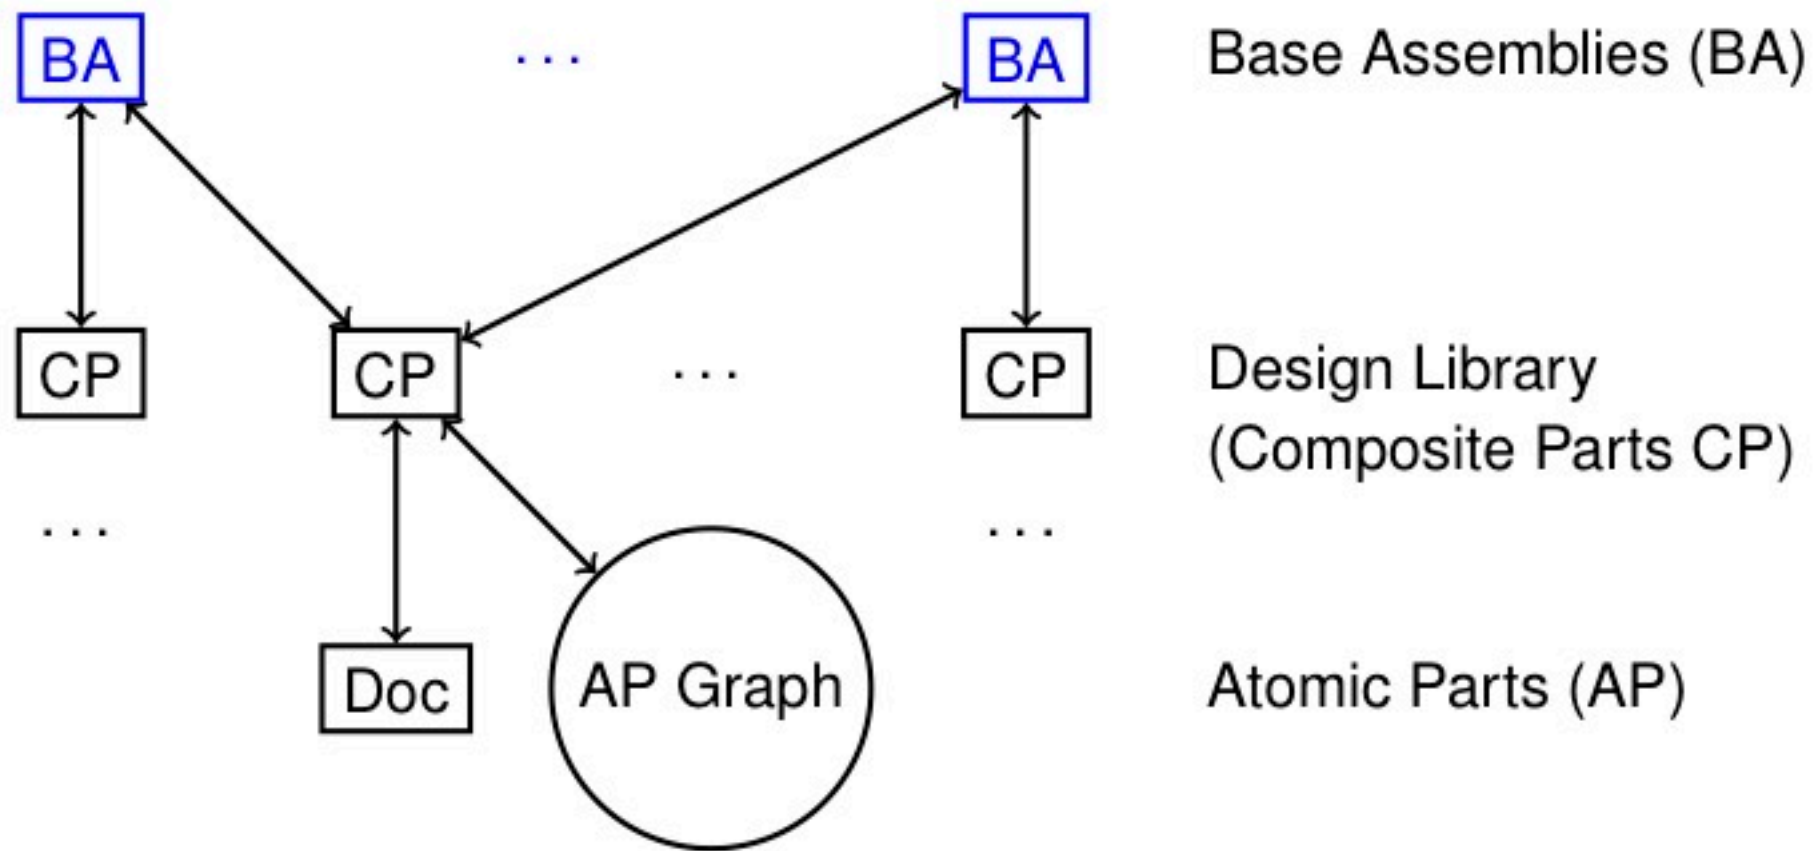 BA ... BA Base Assemblies (BA)
CP CP ... CP Design Library
(Composite Parts CP)
... ...
Doc AP Graph Atomic Parts (AP)